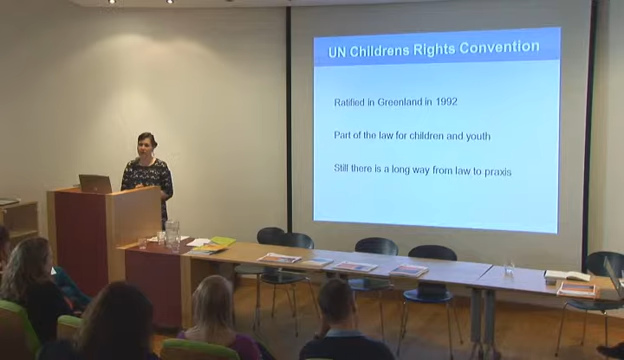 UN Childrens Rights Convention
Ratified in Greenland in 1992
Part of the law for children and youth
Still there is a long way from law to praxis